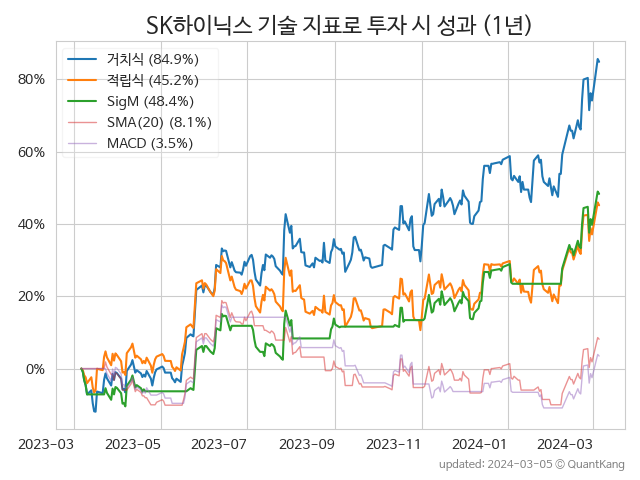 SK하이닉스 기술 지표로 투자 시 성과 (1년)
거치식 (84.9%)
적립식 (45.2%)
SigM (48.4%)
SMA(20) (8.1%)
MACD (3.5%)
80%
60%
40%
20%
0%
2023-03 2023-05 2023-07 2023-09 2023-11 2024-01 2024-03
updated: 2024-03-05 © QuantKang